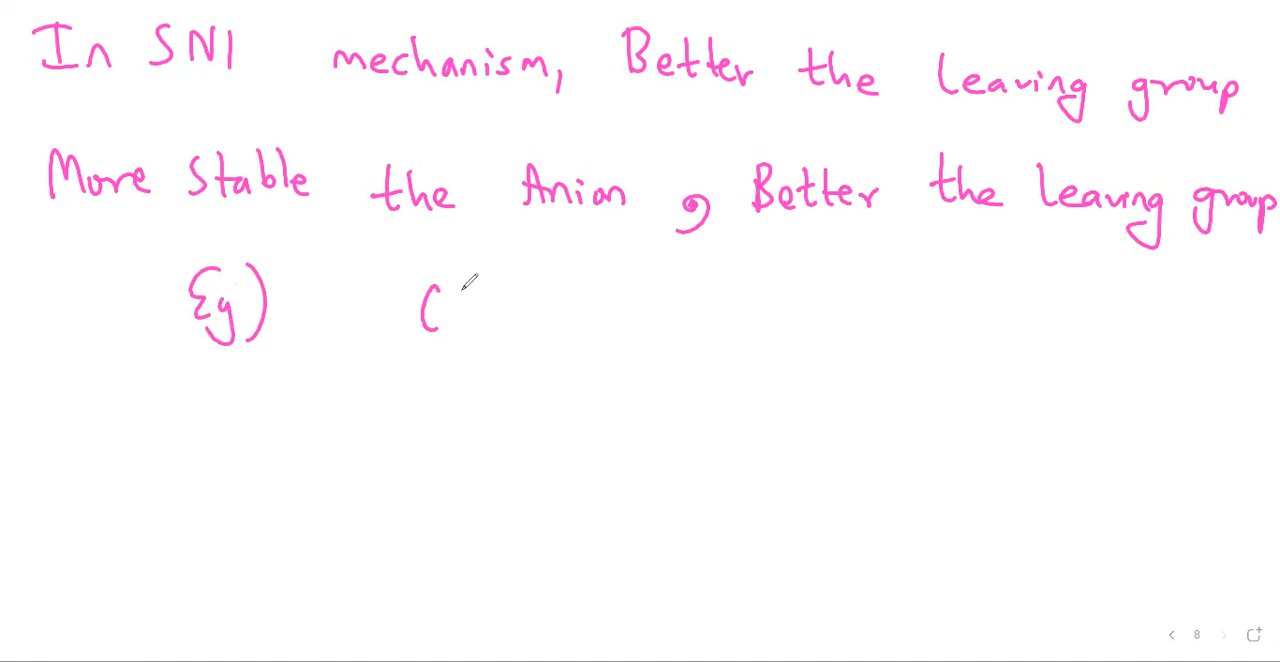 In SN1 mechanism, Better the leaving group
More stable the Anion, Better the leaving group
Eg) (
8